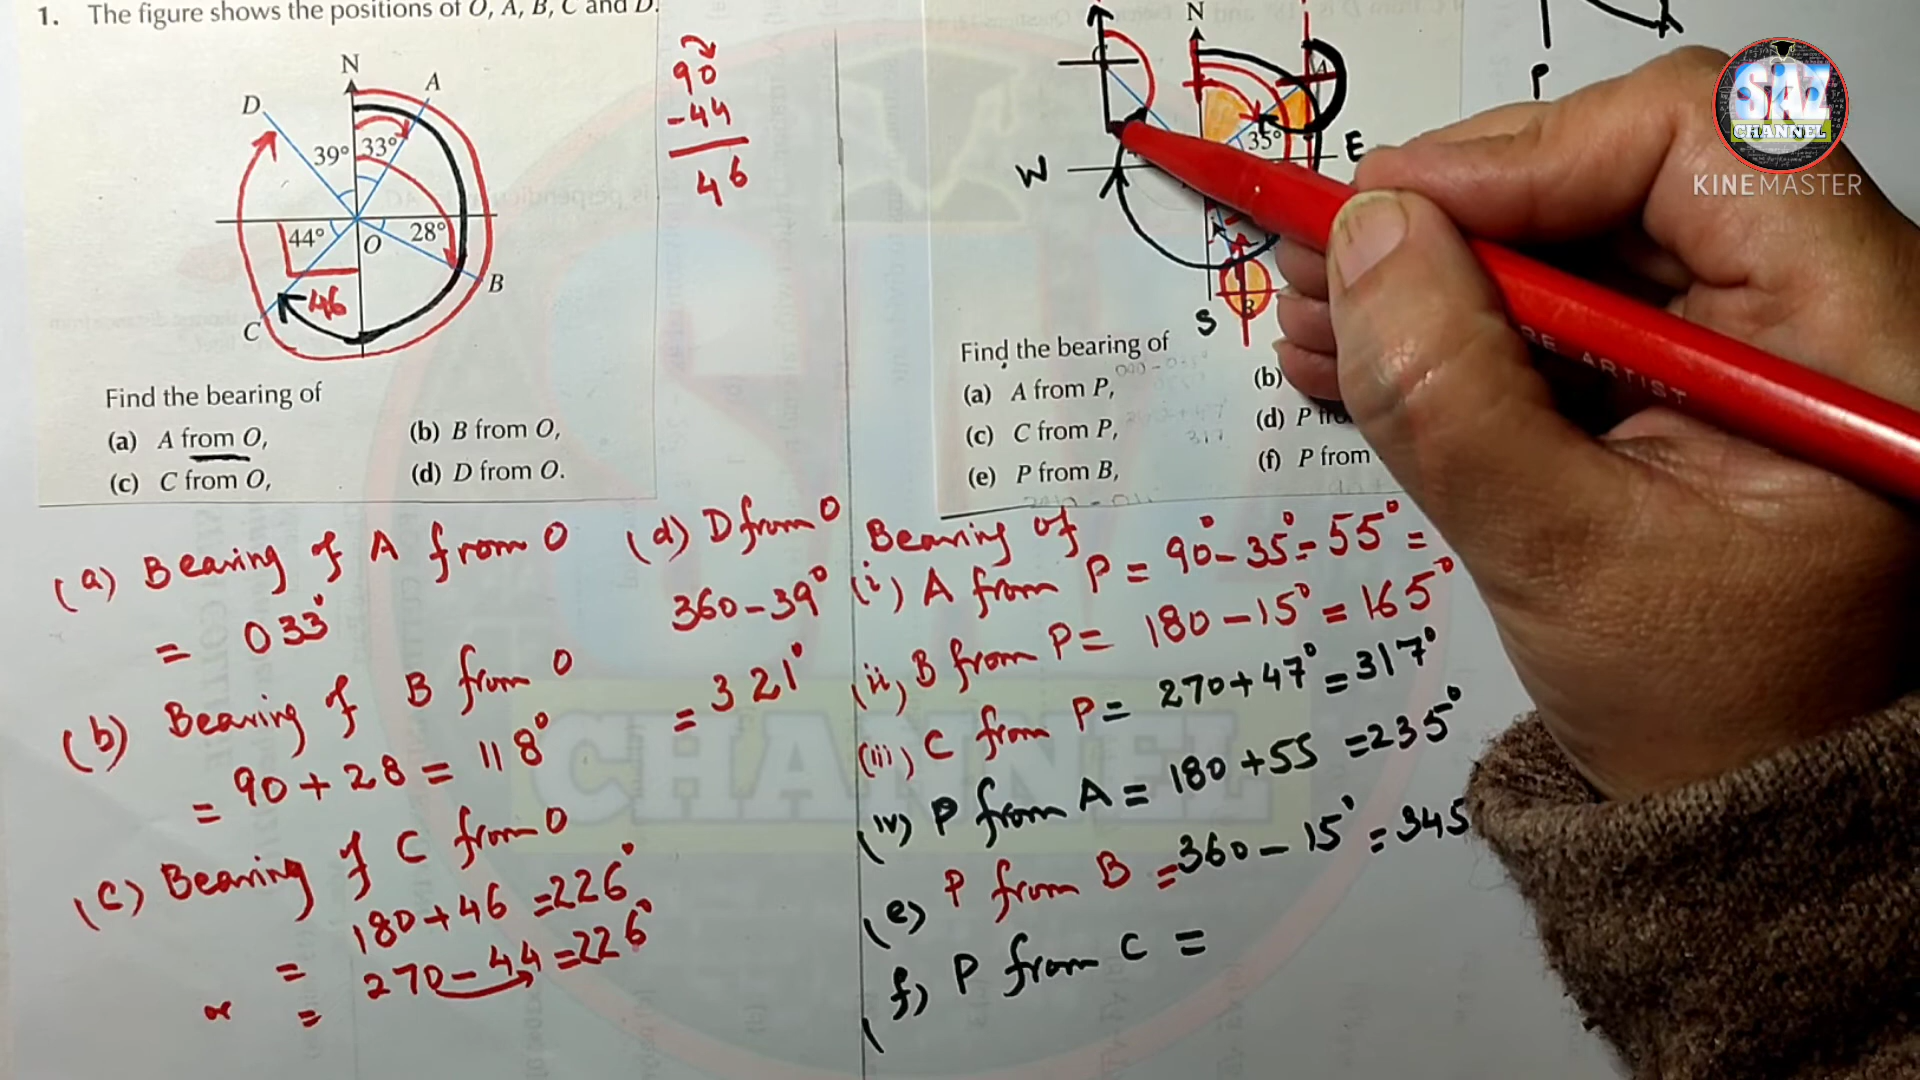 1. The figure shows the positions of O, A, B, C and D.
N
A
D
39° 33°
44° O 28°
B
46
C
90
-44
46
Find the bearing of
(a) A from O, (b) B from O,
(c) C from O, (d) D from O.
N
A
35° E
W
S
B
P
SIAZ
CHANNEL
KINEMASTER
Find the bearing of
(a) A from P, (b)
(c) C from P, (d) P
(e) P from B, (f) P from
(a) Bearing of A from O
= 033°
(b) Bearing of B from O
= 90 + 28 = 118°
(c) Bearing of C from O
= 180+46 =226°
or = 270-44=226°
(d) D from O
360-39°
= 321°
Bearing of
(i) A from P = 90°-35°=55°=
(ii) B from P= 180-15°=165°
(iii) C from P= 270+47°=317°
(iv) P from A= 180+55 =235°
(e) P from B =360-15°=345
(f) P from C =
CHANNEL